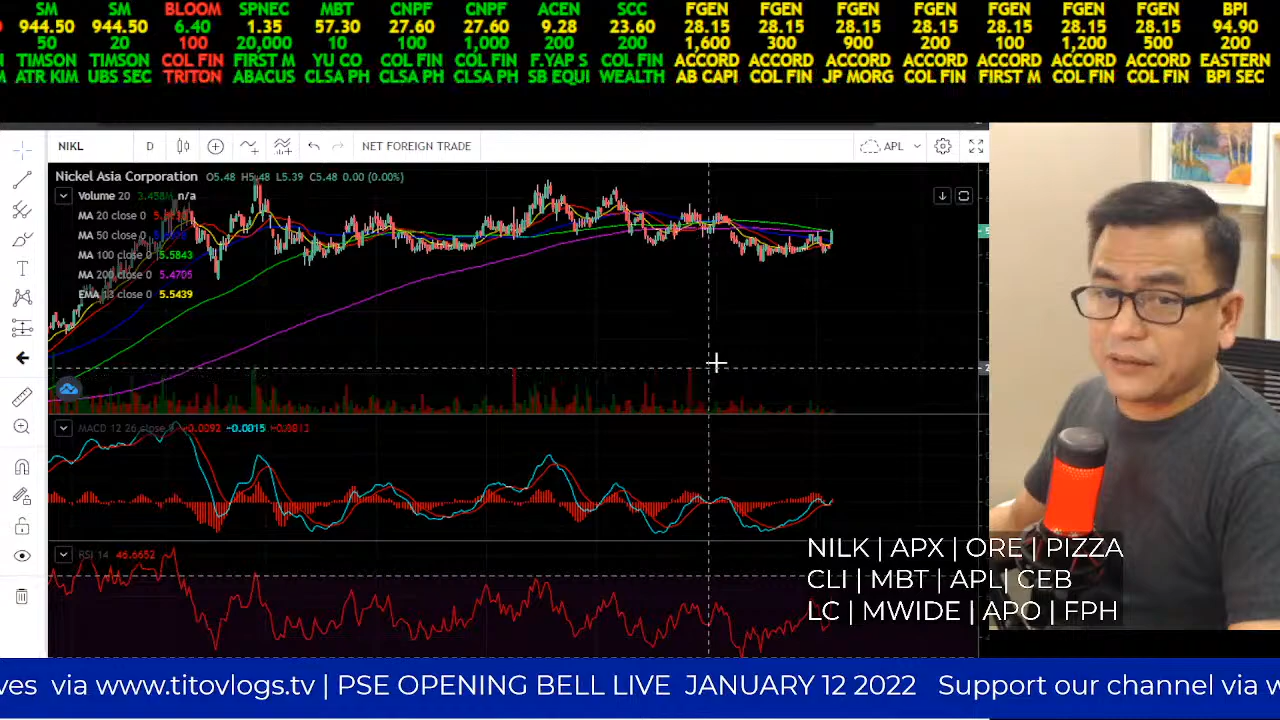 SM SM BLOOM SPNEC MBT CNPF CNPF ACEN SCC FGEN FGEN FGEN FGEN FGEN FGEN FGEN BPI
944.50 944.50 6.40 1.35 57.30 27.60 27.60 9.28 23.60 28.15 28.15 28.15 28.15 28.15 28.15 28.15 94.90
50 20 100 20,000 10 100 1,000 200 200 1,600 300 900 200 100 1,200 500 200
TIMSON TIMSON COL FIN FIRST M YU CO COL FIN COL FIN F.YAP S COL FIN ACCORD ACCORD ACCORD ACCORD ACCORD ACCORD ACCORD EASTERN
ATR KIM UBS SEC TRITON ABACUS CLSA PH CLSA PH CLSA PH SB EQUI WEALTH AB CAPI COL FIN JP MORG COL FIN FIRST M COL FIN COL FIN BPI SEC
NIKL D NET FOREIGN TRADE APL
Nickel Asia Corporation O5.48 H5.48 L5.39 C5.48 0.00 (0.00%)
Volume 20 3.458M n/a
MA 20 close 0
MA 50 close 0
MA 100 close 0 5.5843
MA 200 close 0 5.4705
EMA 13 close 0 5.5439
MACD 12 26 close 9 −0.0015
RSI 14 46.6652
NILK | APX | ORE | PIZZA
CLI | MBT | APL | CEB
LC | MWIDE | APO | FPH
ves via www.titovlogs.tv | PSE OPENING BELL LIVE JANUARY 12 2022 Support our channel via w